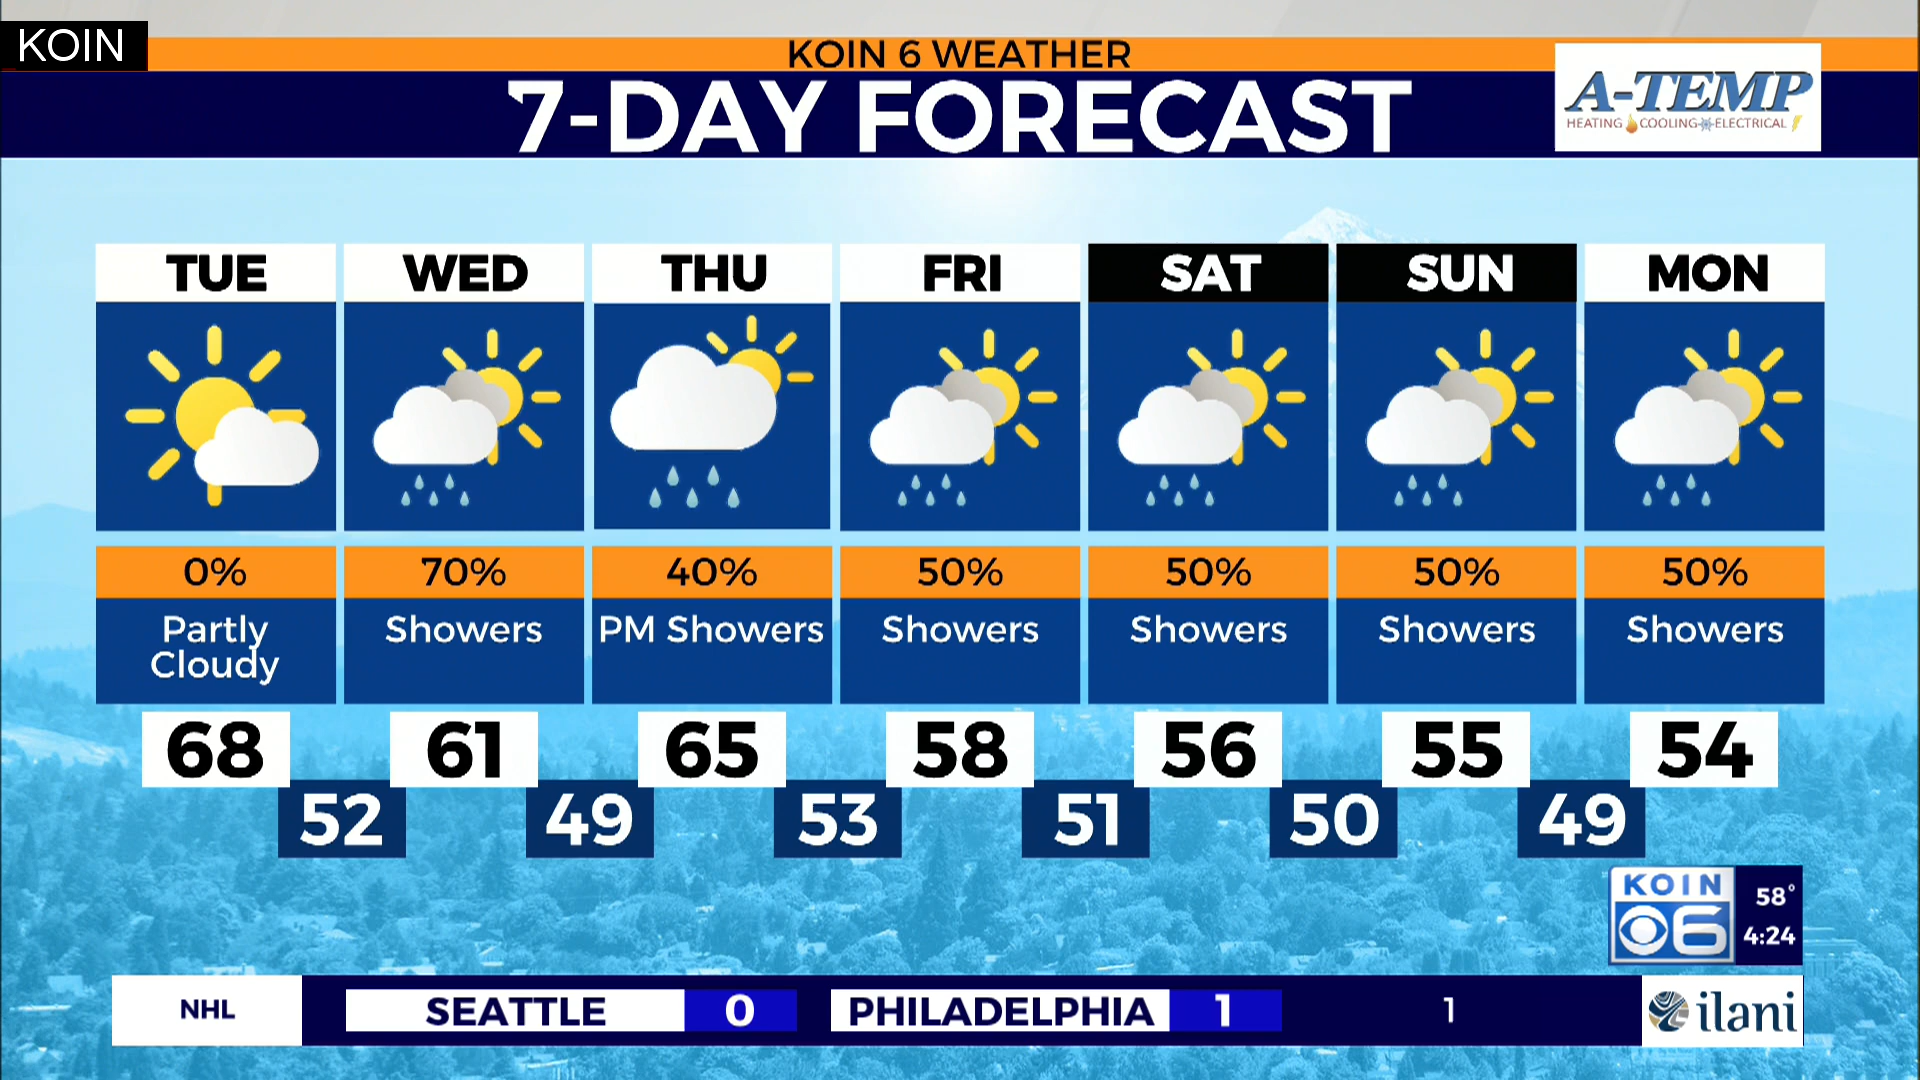 KOIN
KOIN 6 WEATHER
7-DAY FORECAST
A-TEMP
HEATING COOLING ELECTRICAL
TUE WED THU FRI SAT SUN MON
0% 70% 40% 50% 50% 50% 50%
Partly Cloudy
Showers
PM Showers
Showers
Showers
Showers
Showers
68 61 65 58 56 55 54
52 49 53 51 50 49
KOIN
6
58°
4:24
NHL SEATTLE 0 PHILADELPHIA 1 1 ilani